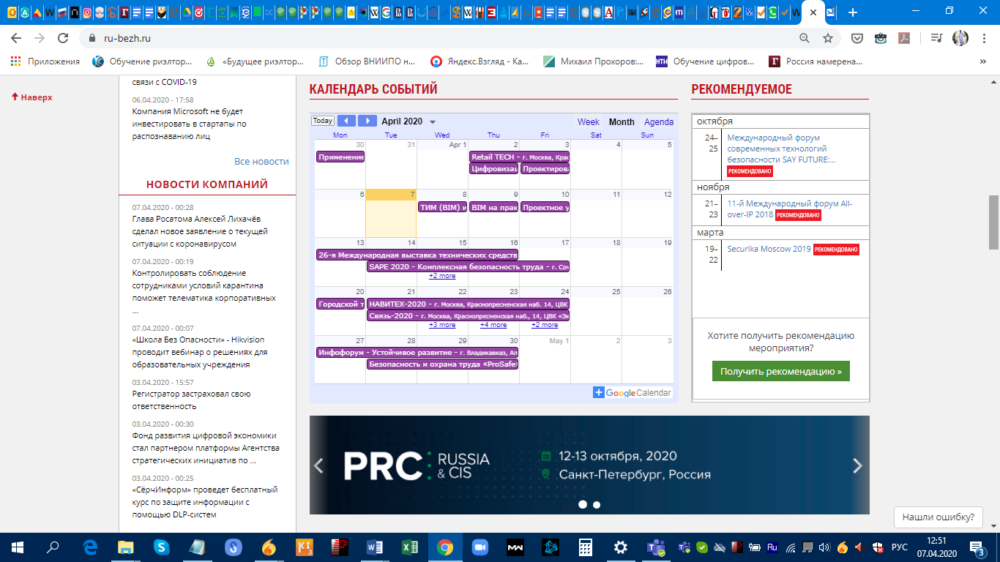 ru-bezh.ru
Приложения
Обучение риэлтор...
«Будущее риэлтор...
Обзор ВНИИПО н...
Яндекс.Взгляд - Ка...
Михаил Прохоров:...
Обучение цифров...
Россия намерена...
»
Наверх
связи с COVID-19
06.04.2020 - 17:58
Компания Microsoft не будет
инвестировать в стартапы по
распознаванию лиц
Все новости
НОВОСТИ КОМПАНИЙ
07.04.2020 - 00:28
Глава Росатома Алексей Лихачёв
сделал новое заявление о текущей
ситуации с коронавирусом
07.04.2020 - 00:19
Контролировать соблюдение
сотрудниками условий карантина
поможет телематика корпоративных
...
07.04.2020 - 00:07
«Школа Без Опасности» - Hikvision
проводит вебинар о решениях для
образовательных учреждения
03.04.2020 - 15:57
Регистратор застраховал свою
ответственность
03.04.2020 - 00:30
Фонд развития цифровой экономики
стал партнером платформы Агентства
стратегических инициатив по ...
03.04.2020 - 00:25
«СёрчИнформ» проведет бесплатный
курс по защите информации с
помощью DLP-систем
КАЛЕНДАРЬ СОБЫТИЙ
Today April 2020 Week Month Agenda
Mon Tue Wed Thu Fri Sat Sun
30 31 Apr 1 2 3 4 5
Применение Retail TECH - г. Москва, Крас
Цифровизац Проектирова
6 7 8 9 10 11 12
ТИМ (BIM) и BIM на прак Проектное у
13 14 15 16 17 18 19
26-я Международная выставка технических средств
SAPE 2020 - Комплексная безопасность труда - г. Соч
+2 more
20 21 22 23 24 25 26
Городской т НАВИТЕХ-2020 - г. Москва, Краснопресненская наб. 14, ЦВК
Связь-2020 - г. Москва, Краснопресненская наб., 14, ЦВК «Эк
+3 more +4 more +2 more
27 28 29 30 May 1 2 3
Инфофорум - Устойчивое развитие - г. Владикавказ, Ал
Безопасность и охрана труда «ProSafe»
Google Calendar
РЕКОМЕНДУЕМОЕ
октября
24–25 Международный форум
современных технологий
безопасности SAY FUTURE:...
РЕКОМЕНДОВАНО
ноября
21–23 11-й Международный форум All-
over-IP 2018 РЕКОМЕНДОВАНО
марта
19–22 Securika Moscow 2019 РЕКОМЕНДОВАНО
Хотите получить рекомендацию
мероприятия?
Получить рекомендацию »
PRC: RUSSIA
& CIS
12-13 октября, 2020
Санкт-Петербург, Россия
Нашли ошибку?
Ru
РУС
12:51
07.04.2020
3